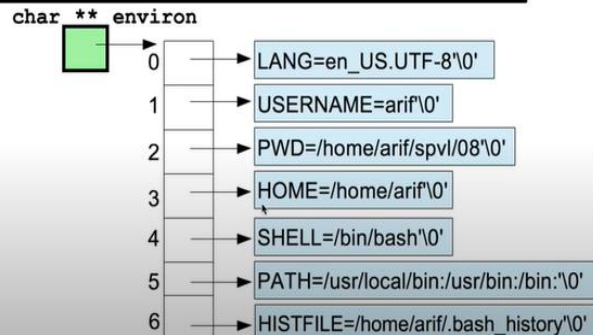 char ** environ
0 LANG=en_US.UTF-8'\0'
1 USERNAME=arif'\0'
2 PWD=/home/arif/spvl/08'\0'
3 HOME=/home/arif'\0'
4 SHELL=/bin/bash'\0'
5 PATH=/usr/local/bin:/usr/bin:/bin:'\0'
6 HISTFILE=/home/arif/.bash_history'\0'